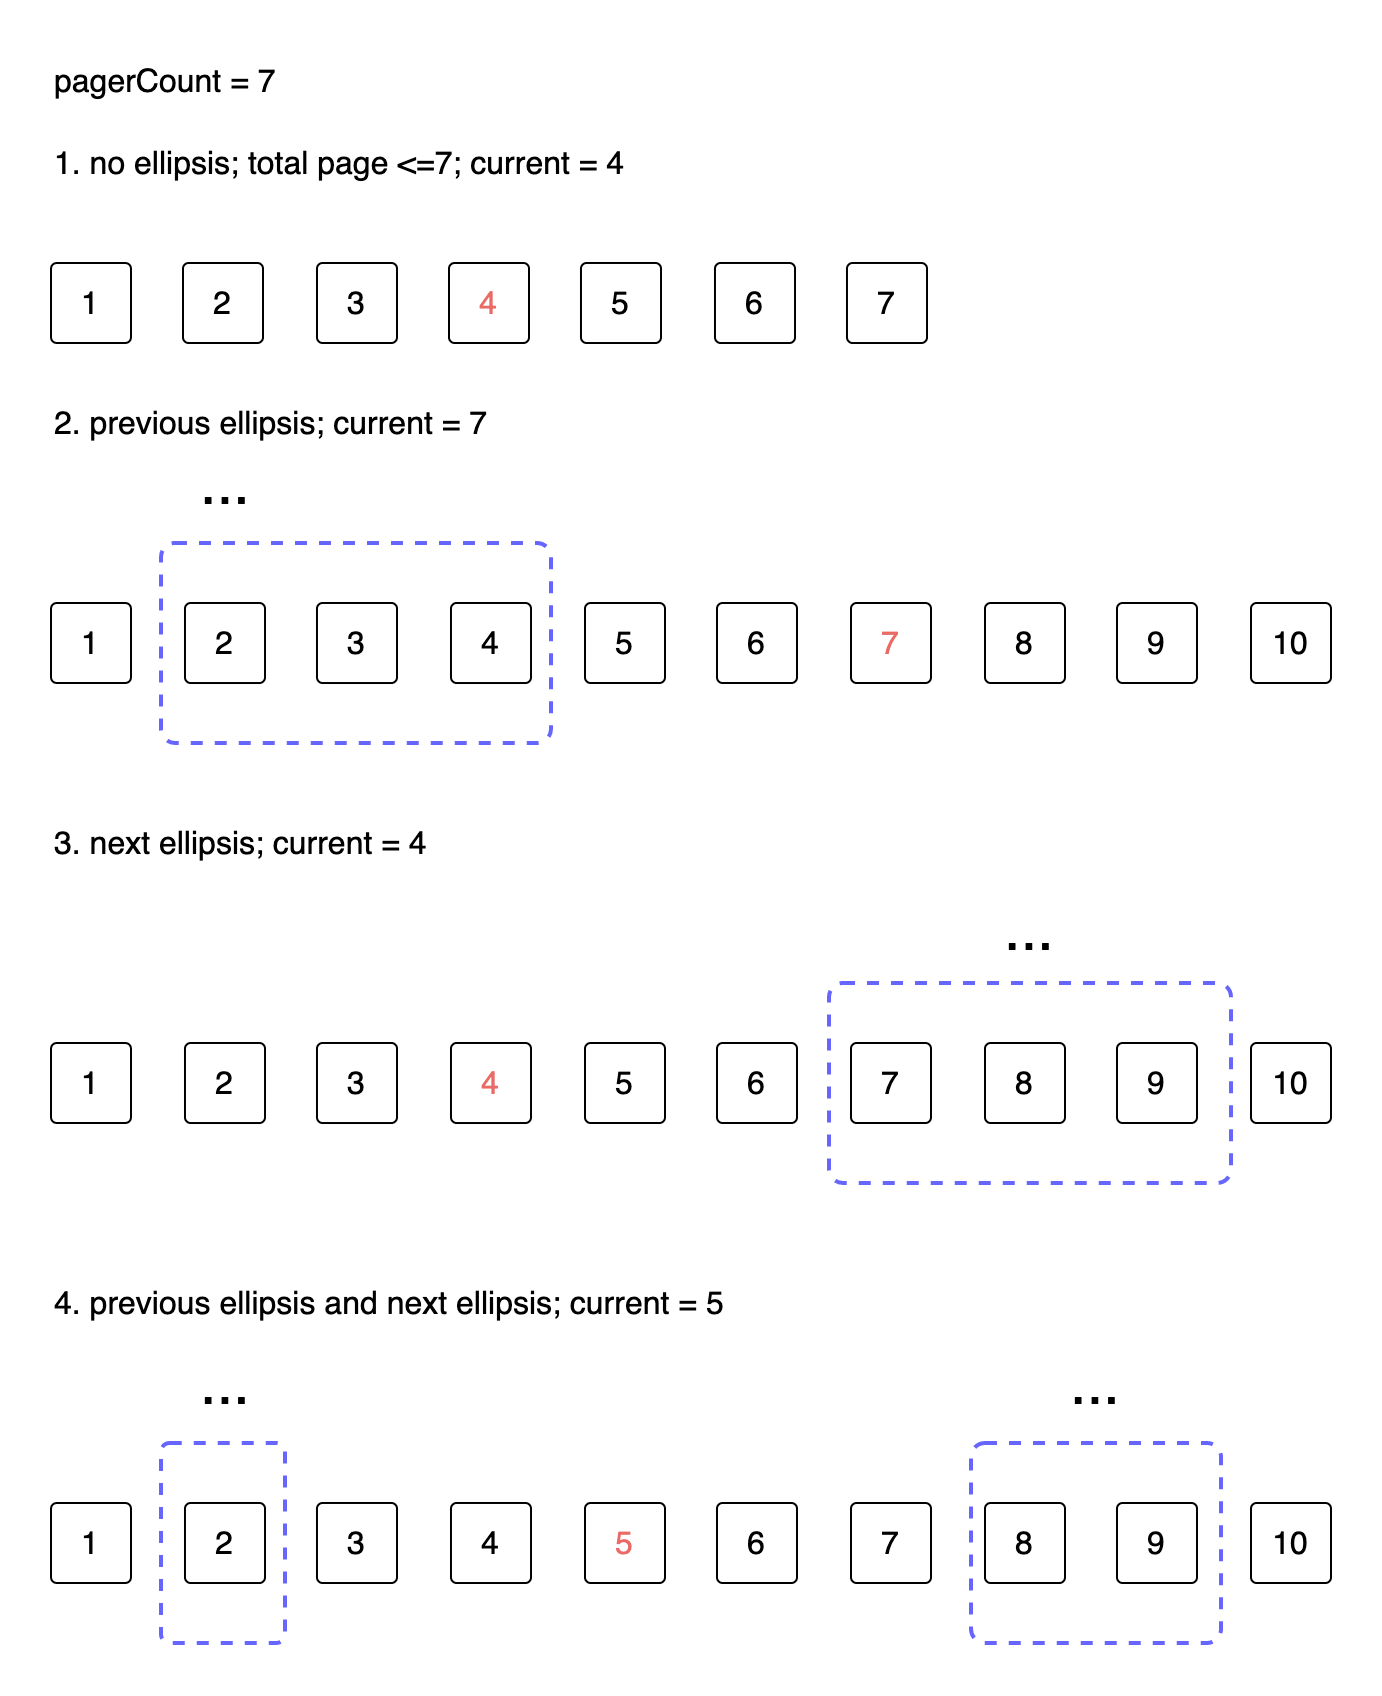 pagerCount = 7
1. no ellipsis; total page <=7; current = 4
1 2 3 4 5 6 7
2. previous ellipsis; current = 7
...
1 2 3 4 5 6 7 8 9 10
3. next ellipsis; current = 4
...
1 2 3 4 5 6 7 8 9 10
4. previous ellipsis and next ellipsis; current = 5
... ...
1 2 3 4 5 6 7 8 9 10